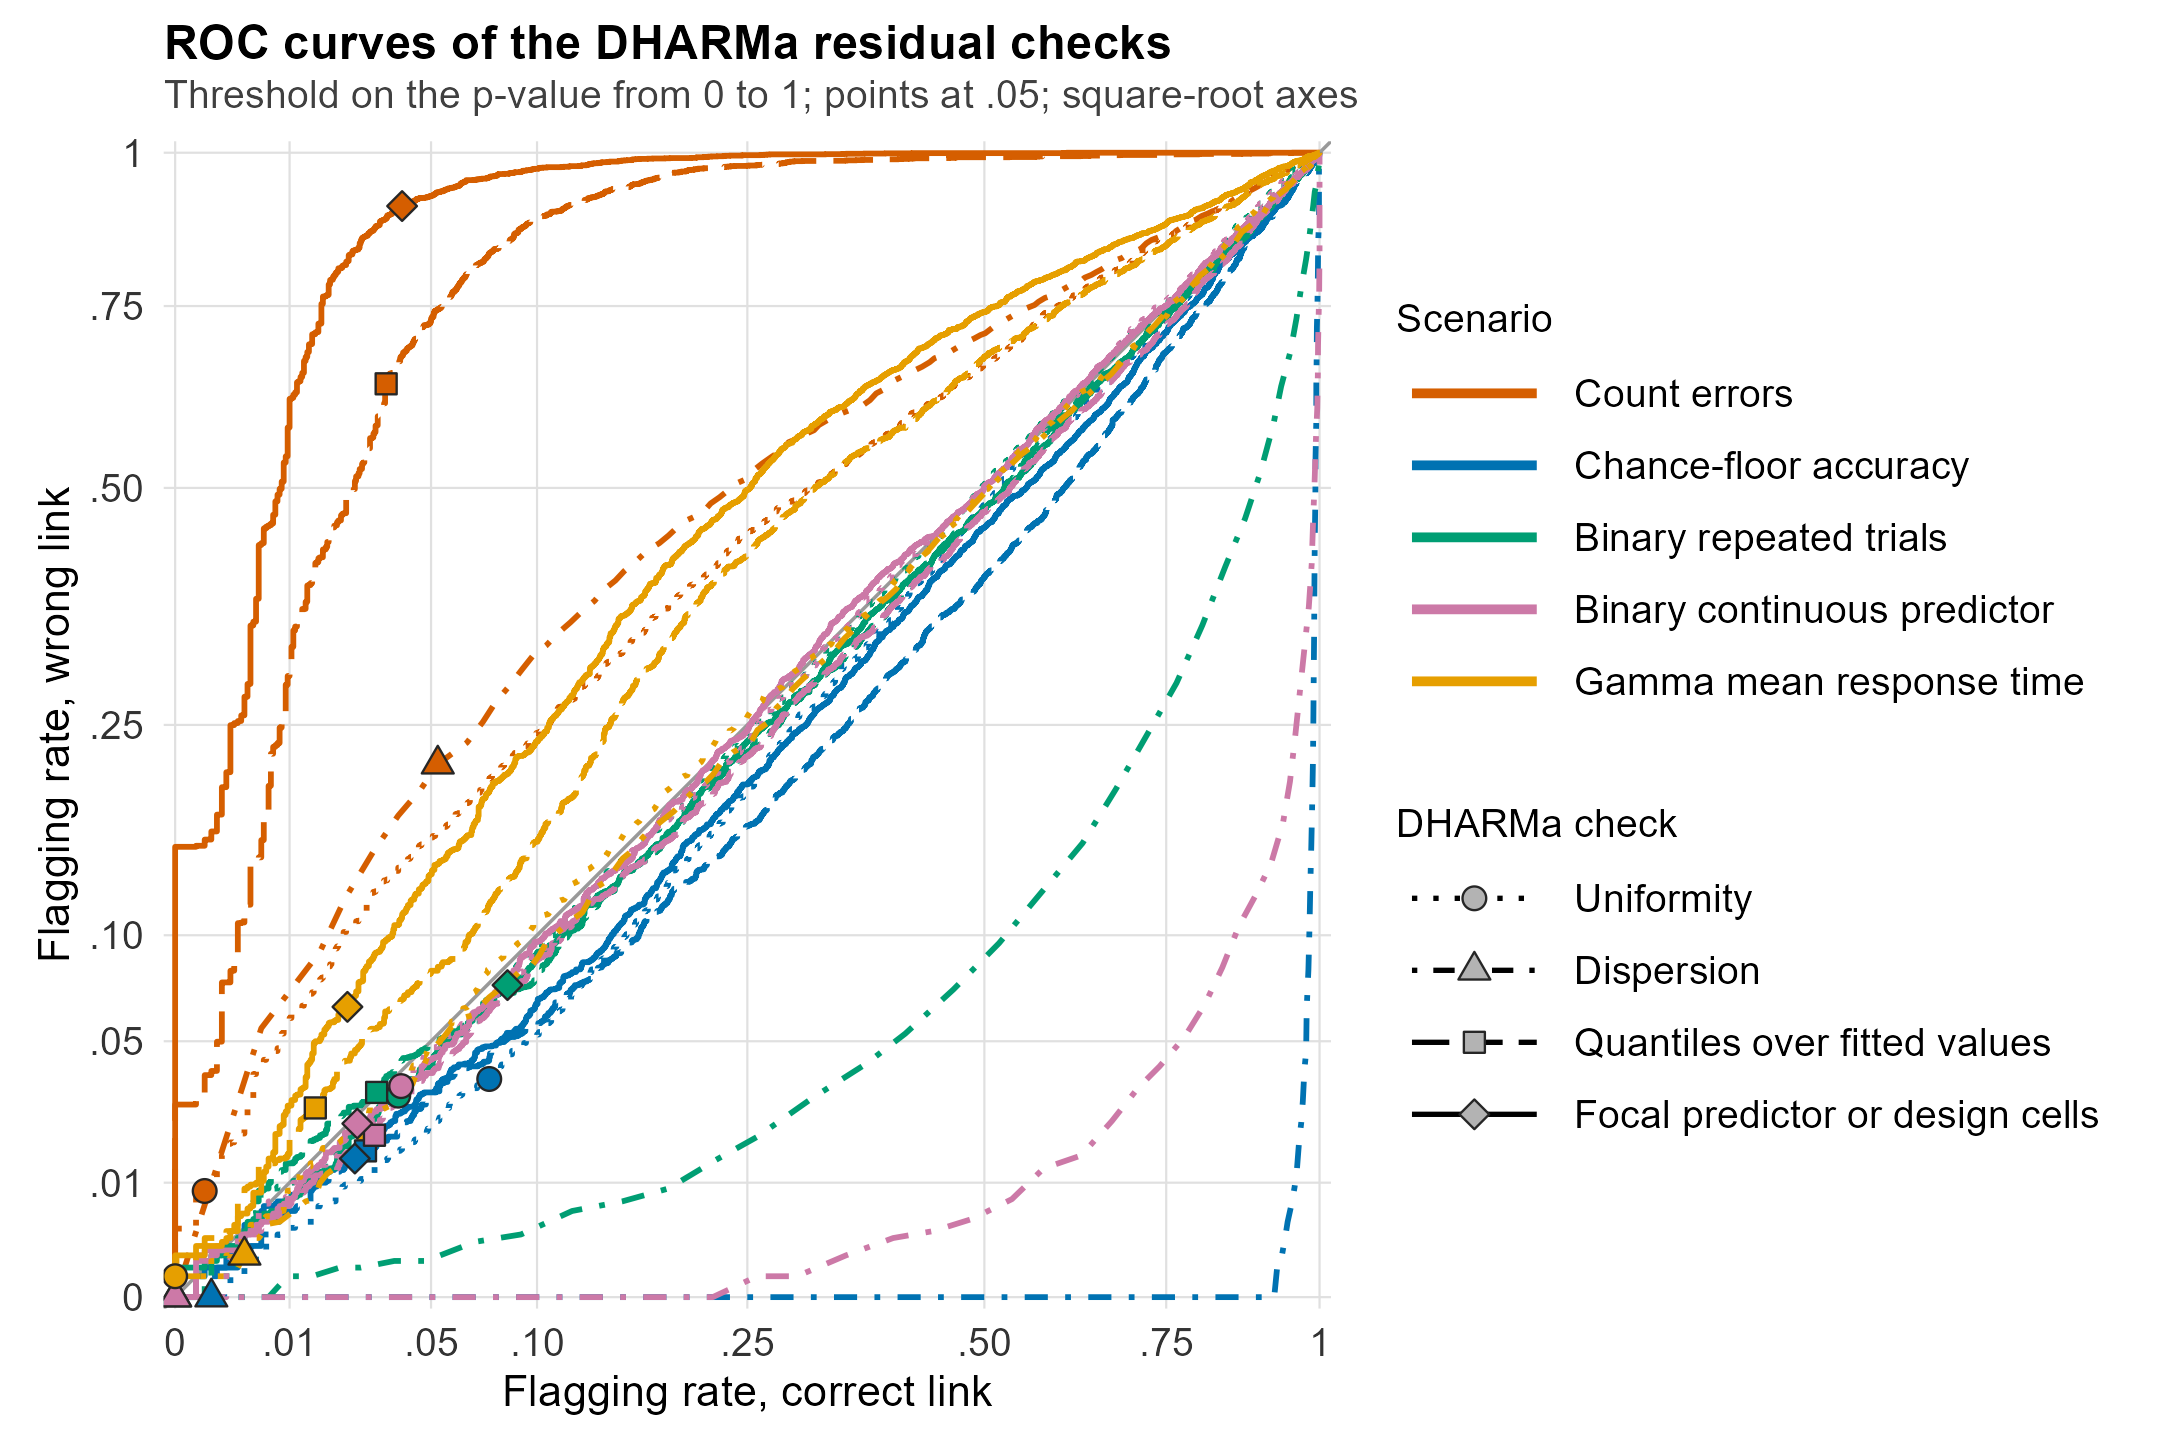 ROC curves of the DHARMa residual checks
Threshold on the p-value from 0 to 1; points at .05; square-root axes
Flagging rate, wrong link
1
.75
.50
.25
.10
.05
.01
0
0
.01
.05
.10
.25
.50
.75
1
Flagging rate, correct link
Scenario
Count errors
Chance-floor accuracy
Binary repeated trials
Binary continuous predictor
Gamma mean response time
DHARMa check
Uniformity
Dispersion
Quantiles over fitted values
Focal predictor or design cells